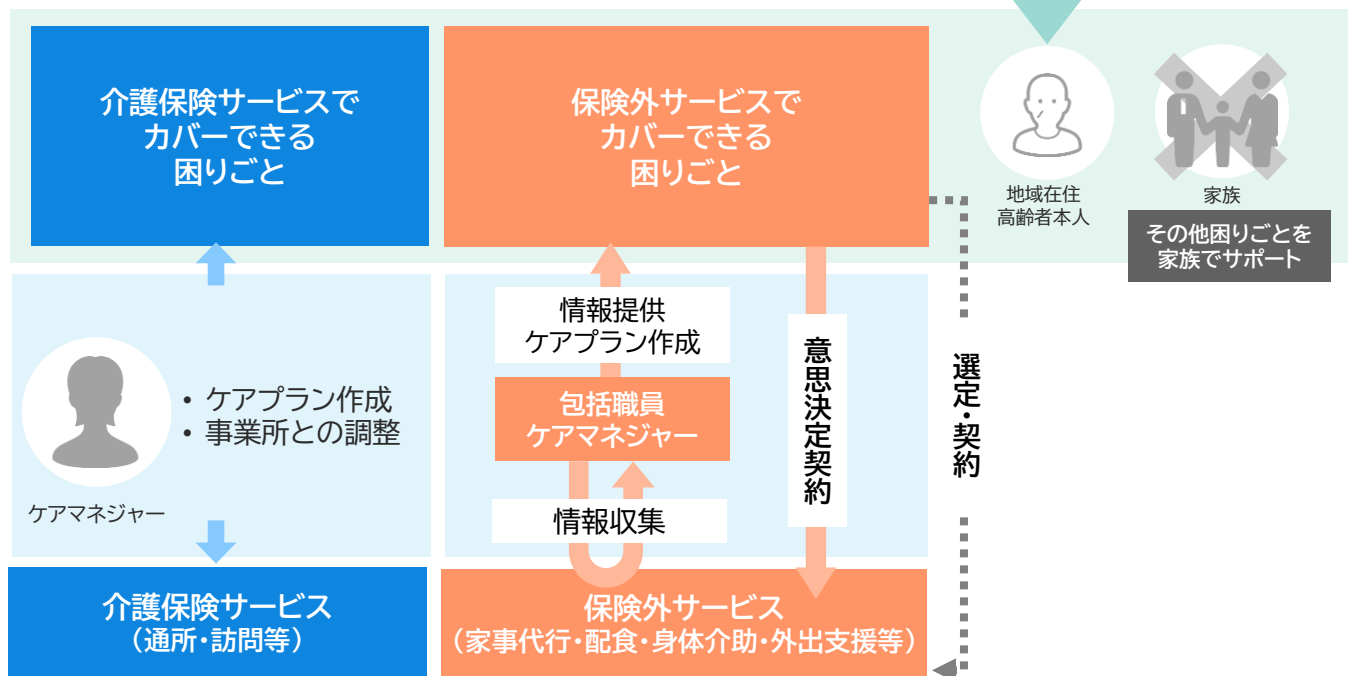 介護保険サービスで
カバーできる
困りごと
保険外サービスで
カバーできる
困りごと
地域在住
高齢者本人
家族
その他困りごとを
家族でサポート
• ケアプラン作成
• 事業所との調整
ケアマネジャー
情報提供
ケアプラン作成
包括職員
ケアマネジャー
情報収集
意思決定契約
選定・契約
介護保険サービス
（通所・訪問等）
保険外サービス
（家事代行・配食・身体介助・外出支援等）